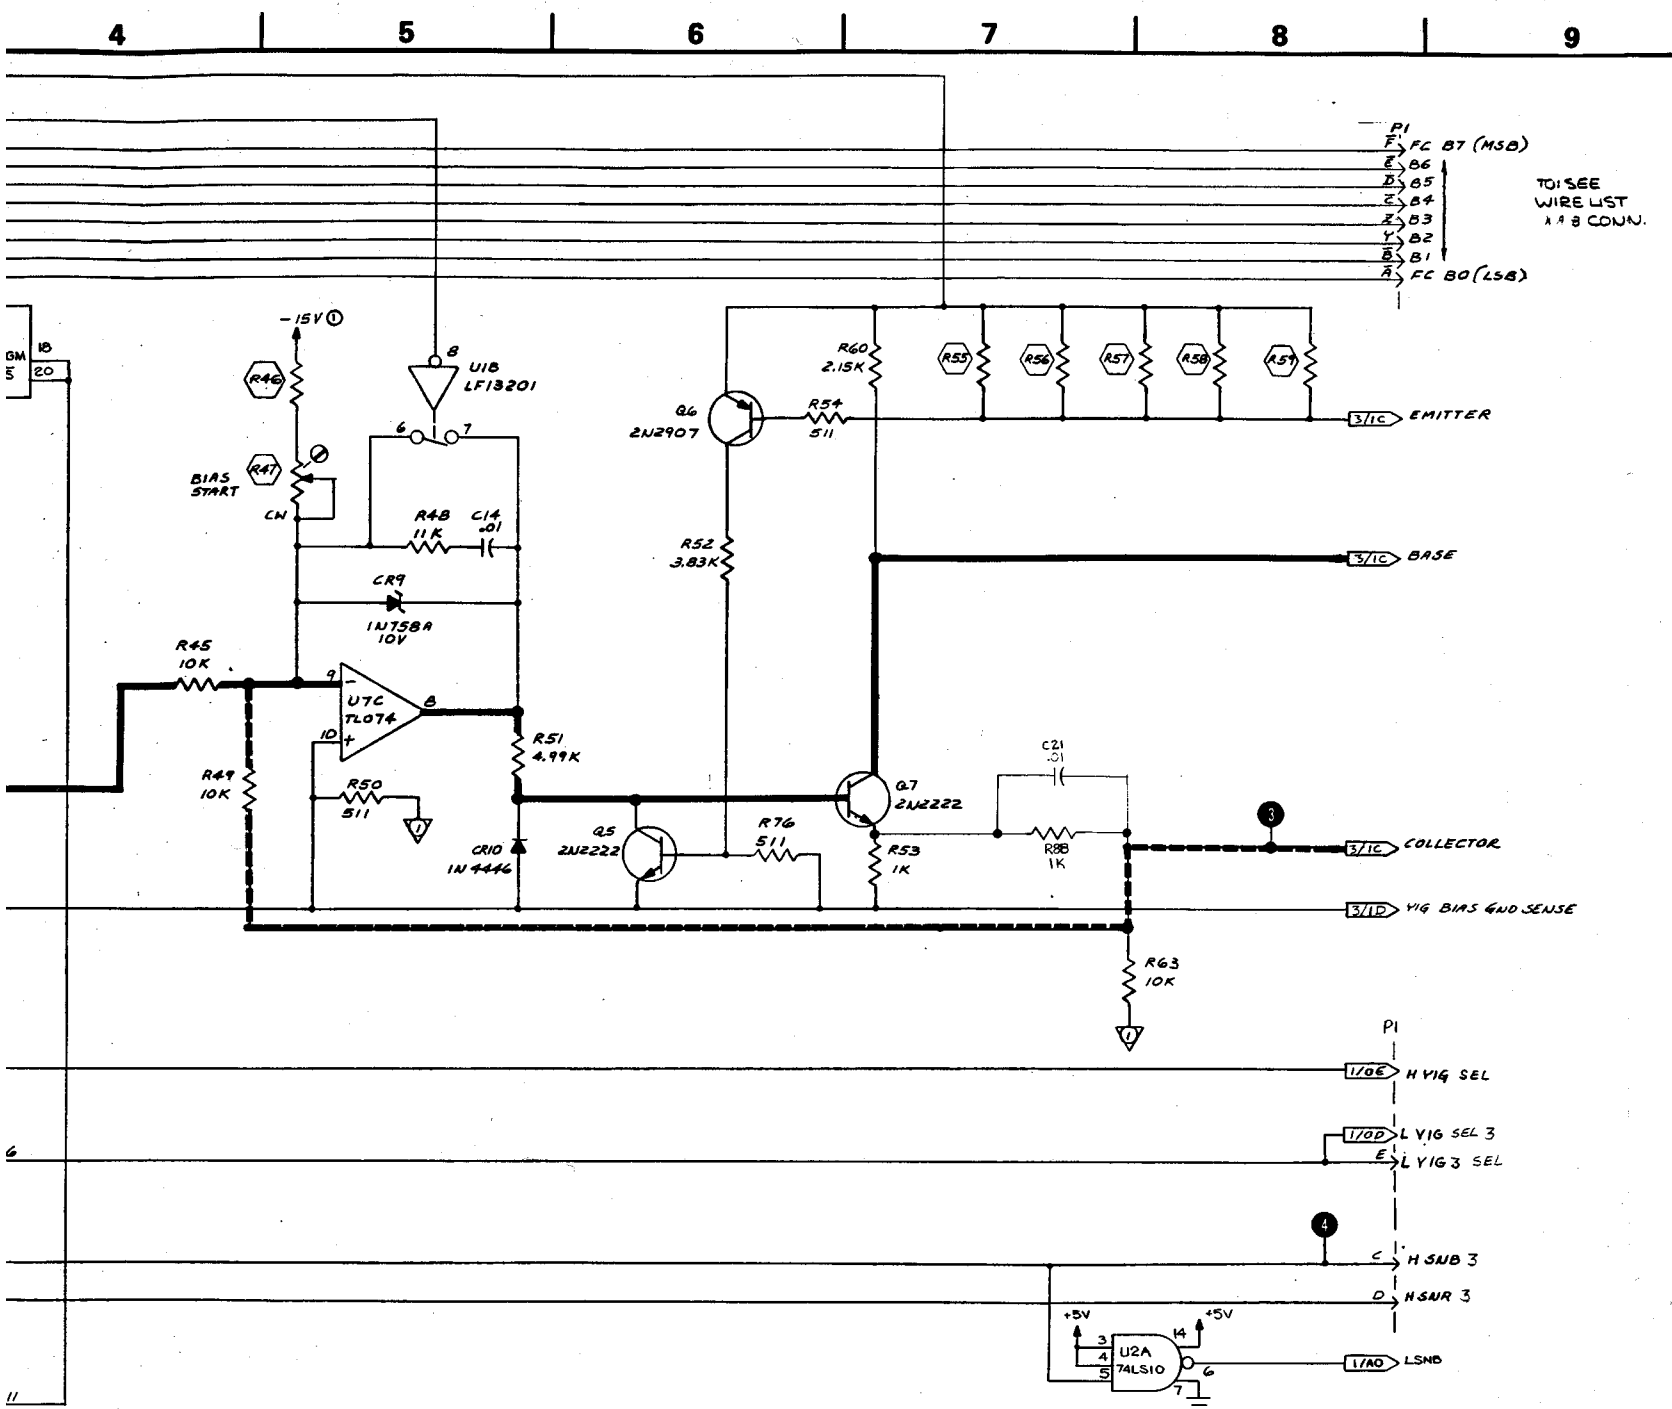 4 5 6 7 8 9
P1
F FC B7 (MSB)
E B6
D B5
C B4
Z B3
Y B2
B B1
A FC B0 (LSB)
TO: SEE
WIRE LIST
CONN.
-15V 1
GM
18
20
R46
R47
BIAS
START
CW
8
U1B
LF13201
6 7
R48
11K
C14
.01
CR9
1N758A
10V
R45
10K
9
-
U7C
TL074
8
10
+
R49
10K
R50
511
1
R51
4.99K
CR10
1N4446
Q5
2N2222
Q6
2N2907
R54
511
R52
3.83K
R60
2.15K
R55
R56
R57
R58
R59
3/1C EMITTER
3/1C BASE
Q7
2N2222
R76
511
R53
1K
C21
.01
R88
1K
3
3/1C COLLECTOR
3/1D YIG BIAS GND SENSE
R63
10K
1
P1
1/0E H YIG SEL
1/0D L YIG SEL 3
6
E L YIG3 SEL
4
C H SNB 3
D H SNR 3
+5V
+5V
3
4
5
U2A
74LS10
14
6
7
1/A0 LSNB
11